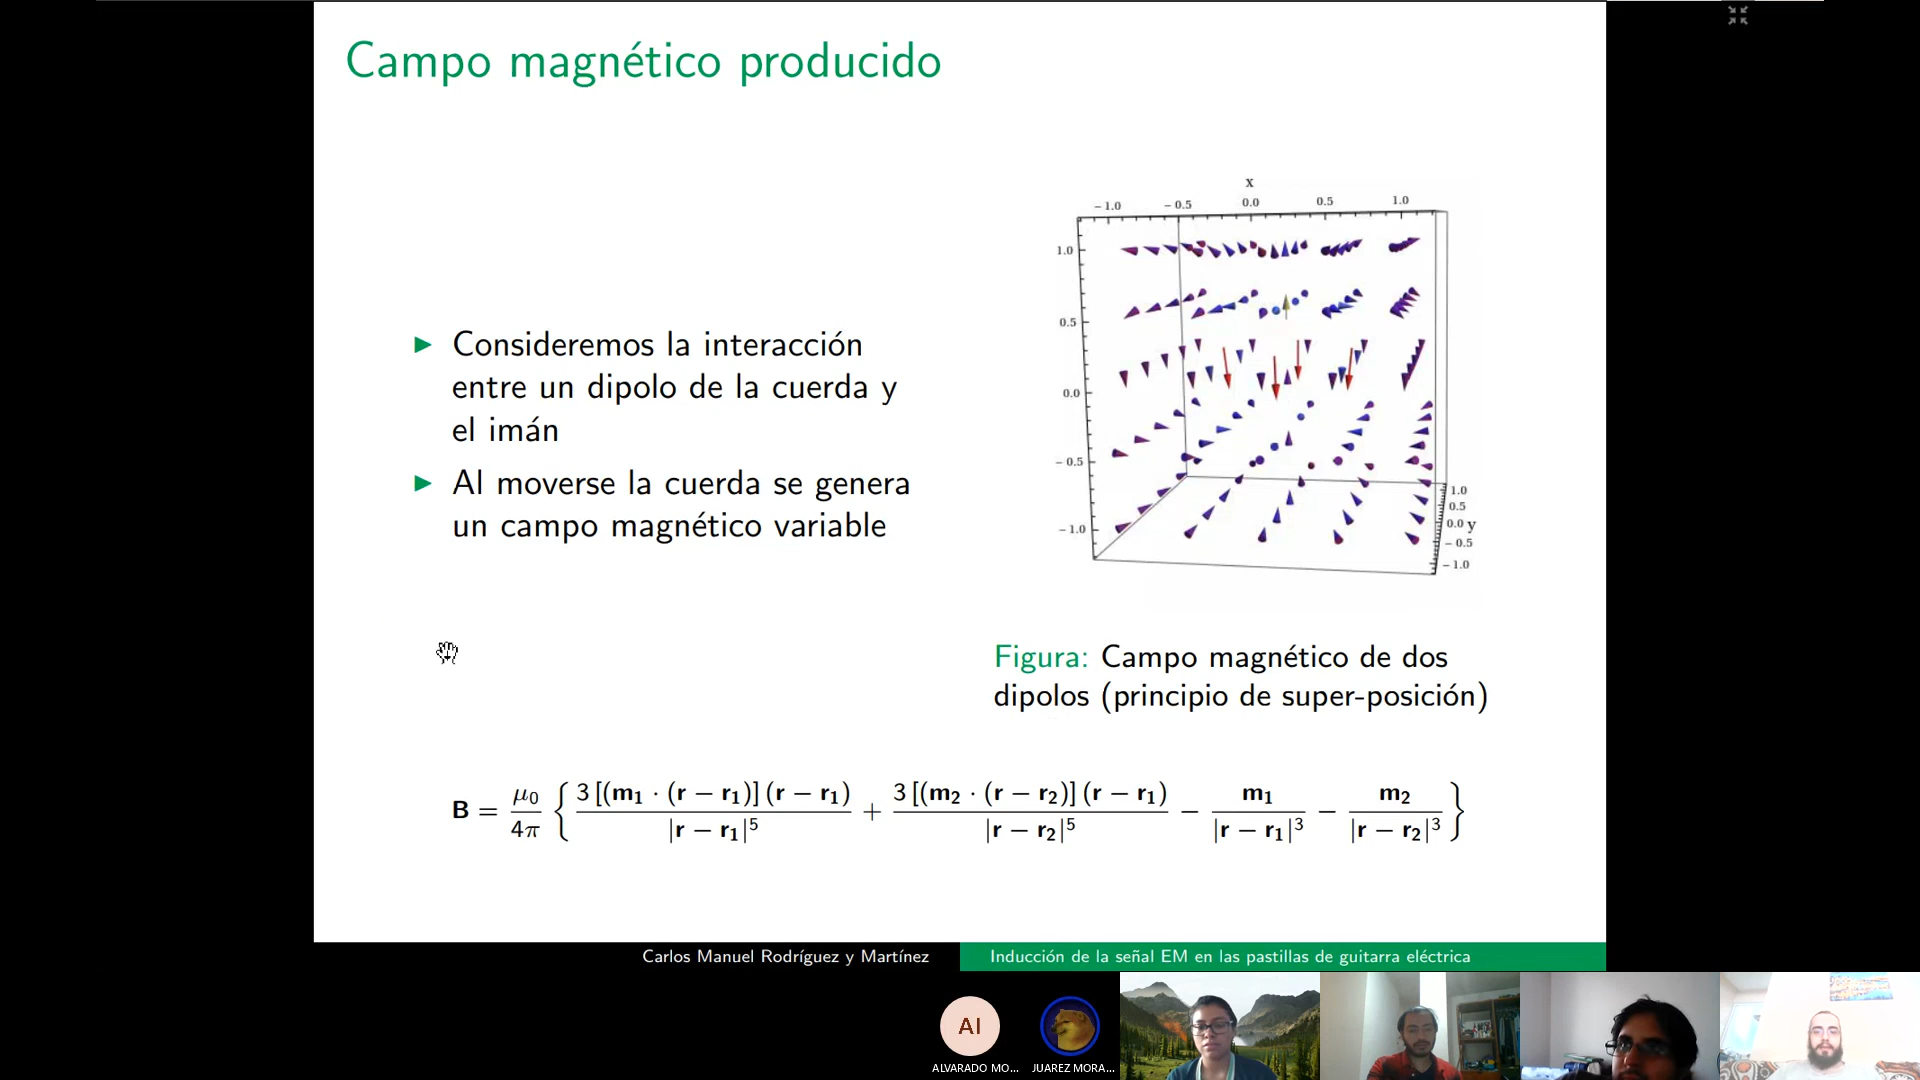 Campo magnético producido
► Consideremos la interacción
entre un dipolo de la cuerda y
el imán
► Al moverse la cuerda se genera
un campo magnético variable
x
−1.0 −0.5 0.0 0.5 1.0
1.0
0.5
0.0
−0.5
−1.0
1.0
0.5
0.0 y
−0.5
−1.0
Figura: Campo magnético de dos
dipolos (principio de super-posición)
B = μ₀/4π { 3 [(m₁ · (r − r₁)] (r − r₁) / |r − r₁|⁵ + 3 [(m₂ · (r − r₂)] (r − r₁) / |r − r₂|⁵ − m₁ / |r − r₁|³ − m₂ / |r − r₂|³ }
Carlos Manuel Rodríguez y Martínez
Inducción de la señal EM en las pastillas de guitarra eléctrica
AI
ALVARADO MO...
JUAREZ MORA...